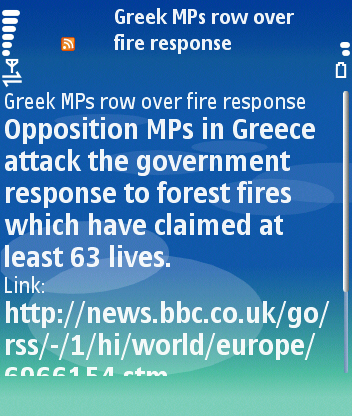 Greek MPs row over
fire response
Greek MPs row over fire response
Opposition MPs in Greece
attack the government
response to forest fires
which have claimed at
least 63 lives.
Link:
http://news.bbc.co.uk/go/
rss/-/1/hi/world/europe/
6966154.stm